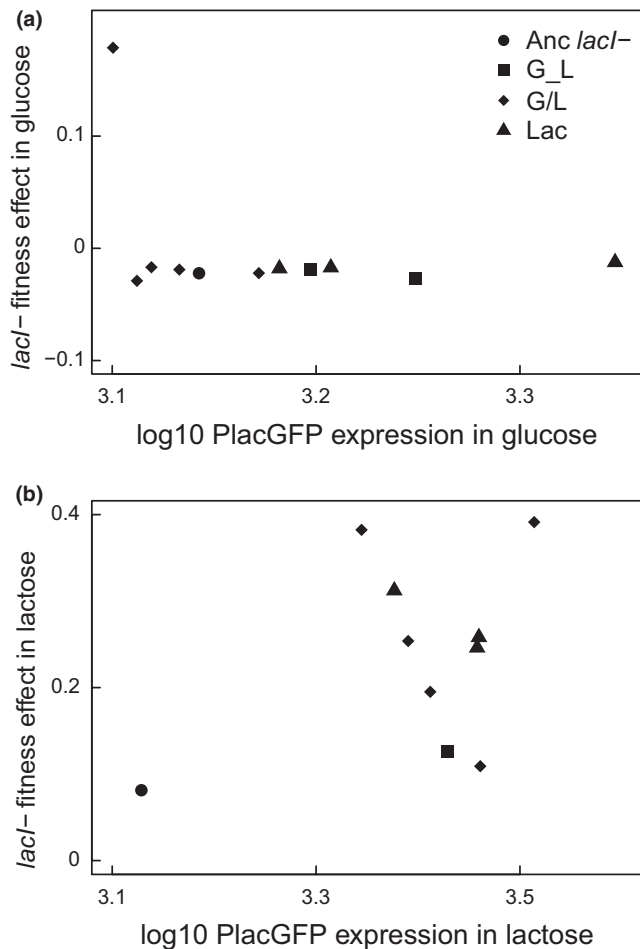 (a)
Anc lacI−
G_L
G/L
Lac
lacI− fitness effect in glucose
0.1
0
−0.1
3.1 3.2 3.3
log10 PlacGFP expression in glucose
(b)
lacI− fitness effect in lactose
0.4
0.2
0
3.1 3.3 3.5
log10 PlacGFP expression in lactose